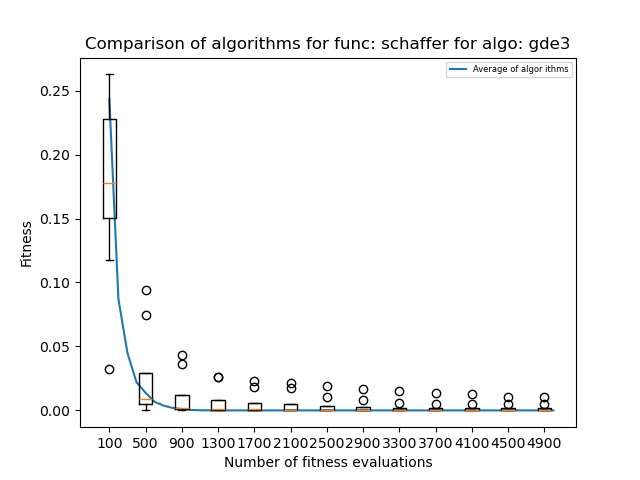 Comparison of algorithms for func: schaffer for algo: gde3
Average of algor ithms
0.25
0.20
0.15
0.10
0.05
0.00
Fitness
100 500 900 1300 1700 2100 2500 2900 3300 3700 4100 4500 4900
Number of fitness evaluations